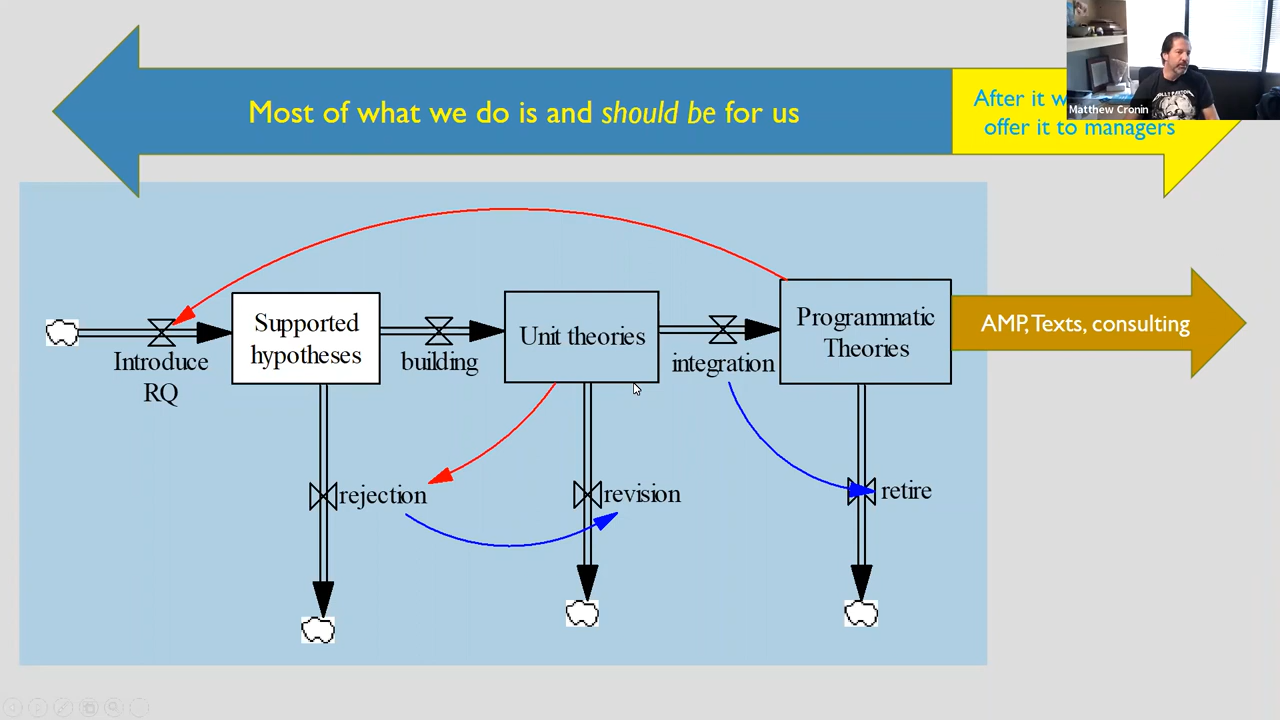 Most of what we do is and should be for us
After it w
offer it to managers
Matthew Cronin
Introduce
RQ
Supported
hypotheses
building
Unit theories
integration
Programmatic
Theories
AMP, Texts, consulting
rejection
revision
retire